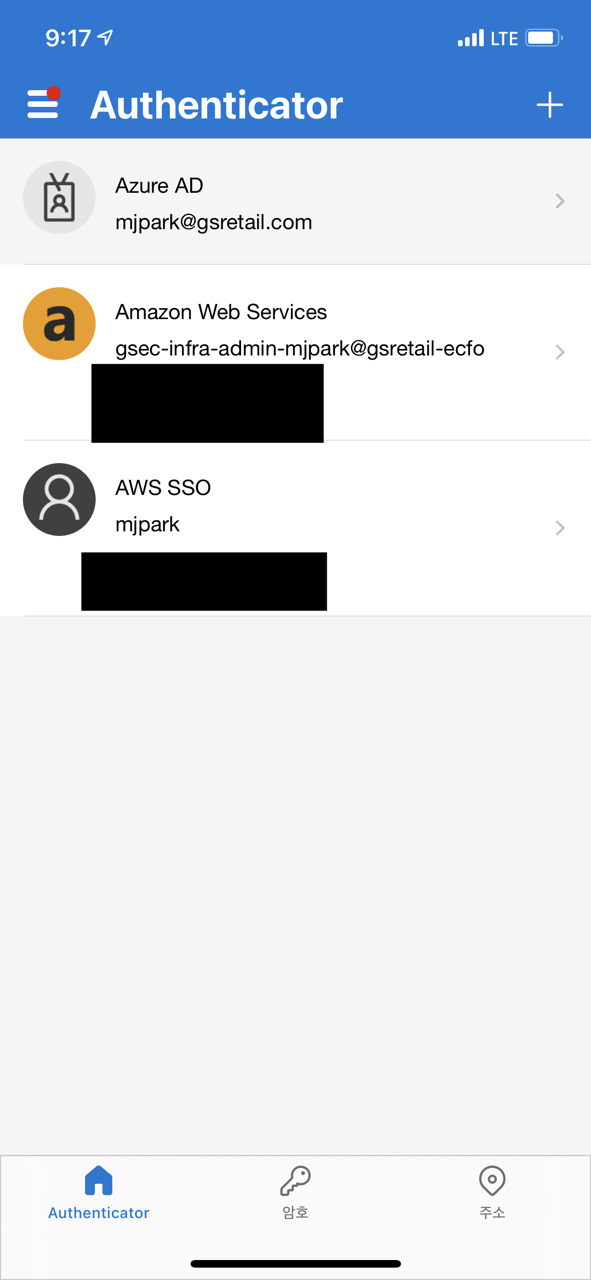 9:17
LTE
Authenticator
Azure AD
mjpark@gsretail.com
a
Amazon Web Services
gsec-infra-admin-mjpark@gsretail-ecfo
AWS SSO
mjpark
Authenticator
암호
주소